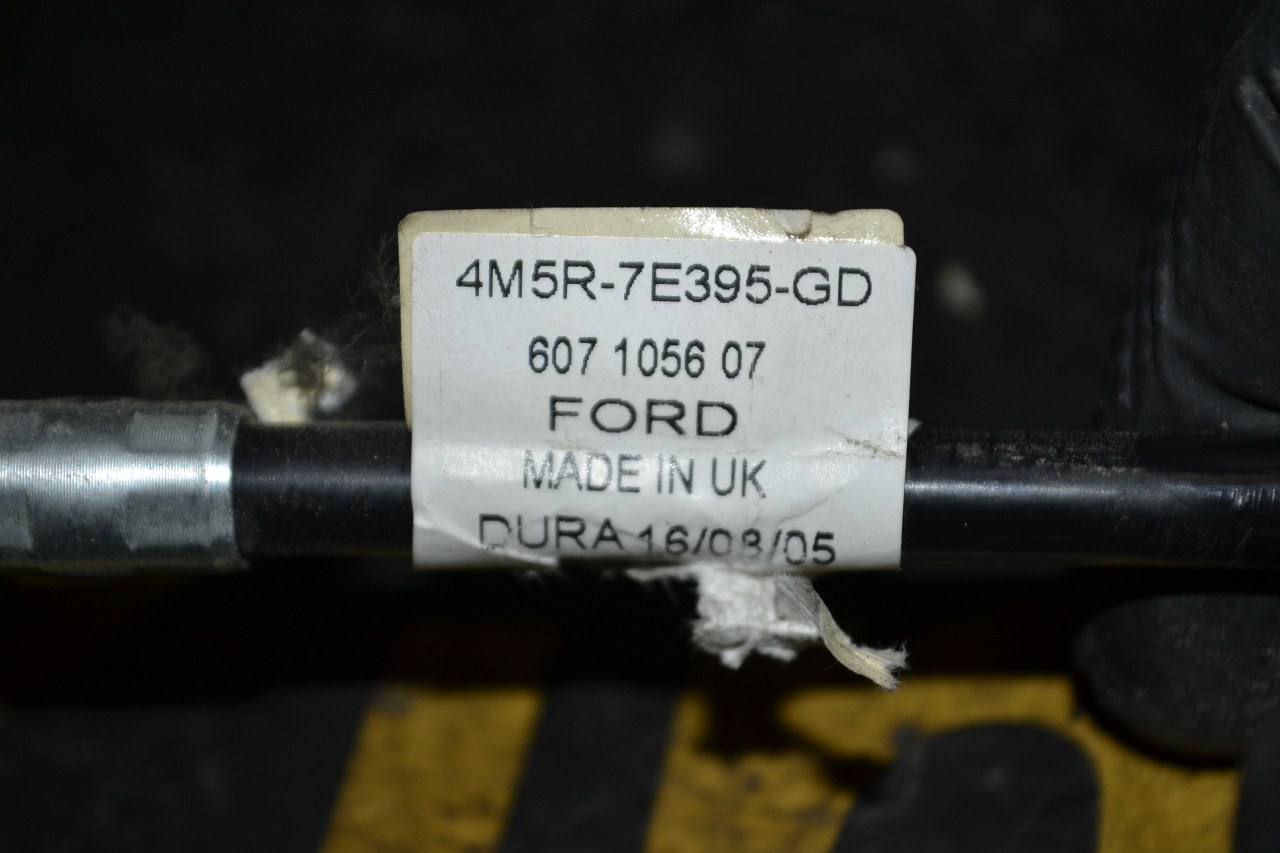 4M5R-7E395-GD
607 1056 07
FORD
MADE IN UK
DURA 16/08/05